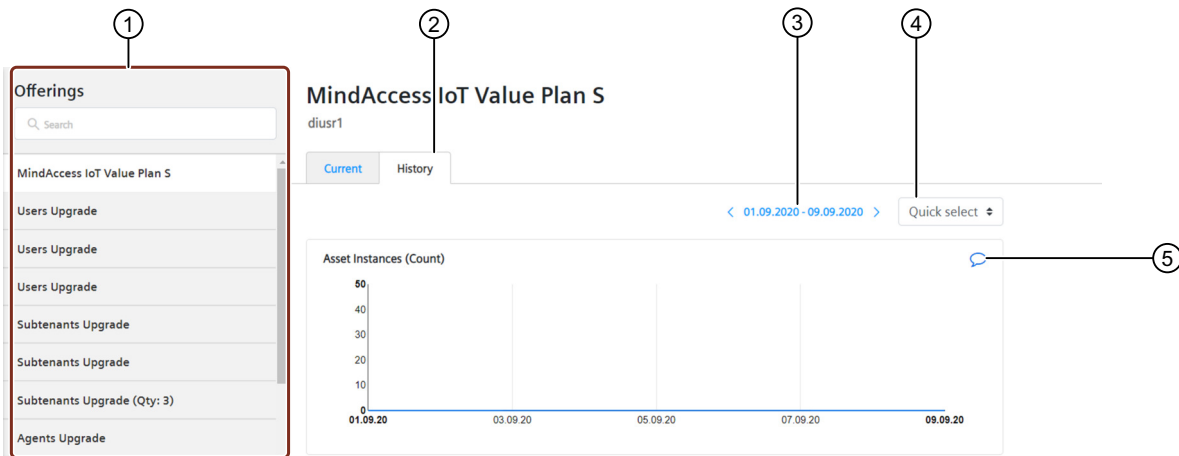 1
2
3
4
5
Offerings
Search
MindAccess IoT Value Plan S
Users Upgrade
Users Upgrade
Users Upgrade
Subtenants Upgrade
Subtenants Upgrade
Subtenants Upgrade (Qty: 3)
Agents Upgrade
MindAccess IoT Value Plan S
diusr1
Current
History
01.09.2020 - 09.09.2020
Quick select
Asset Instances (Count)
50
40
30
20
10
0
01.09.20
03.09.20
05.09.20
07.09.20
09.09.20